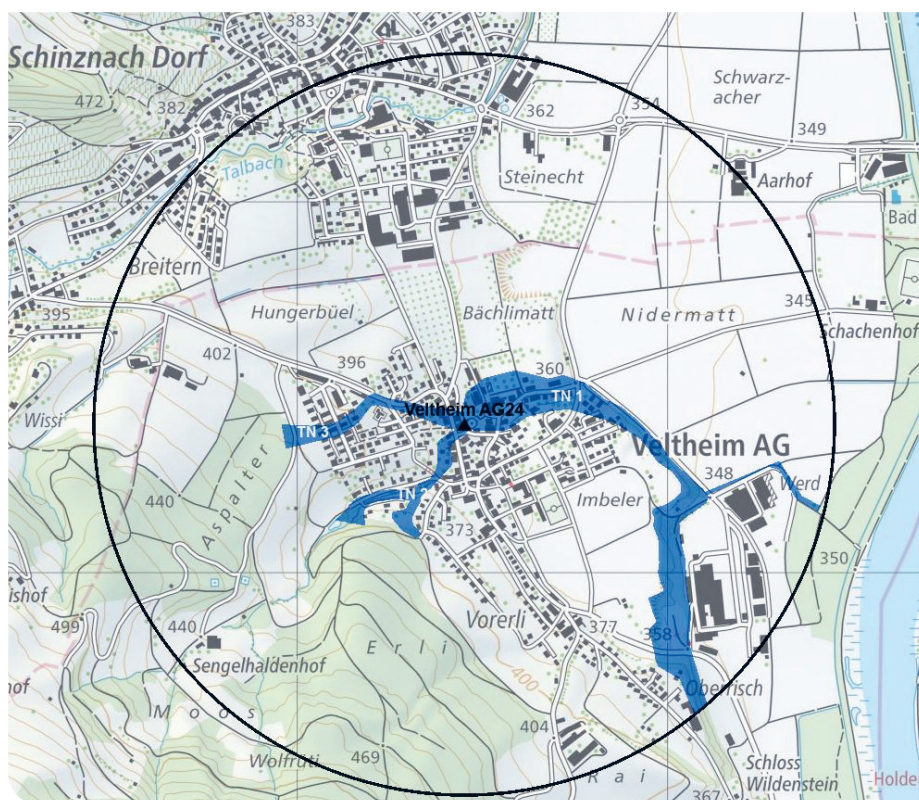 383
Schinznach Dorf
472
382
362
354
Schwarz-
acher
349
Talbach
Steinecht
Aarhof
Bad
Breitern
395
Hungerbüel
Bächlimatt
Nidermatt
345
Schachenhof
402
396
360
TN 1
Wissi
Veltheim AG24
TN 3
Veltheim AG
348
Werd
440
Aspalter
TN
Imbeler
373
350
ishof
499
440
Vorerli
377
358
Erli
Sengelhaldenhof
400
Oberrisch
hof
Moos
404
469
Wolfrüti
Schloss
Wildenstein
Holde
Rai
367